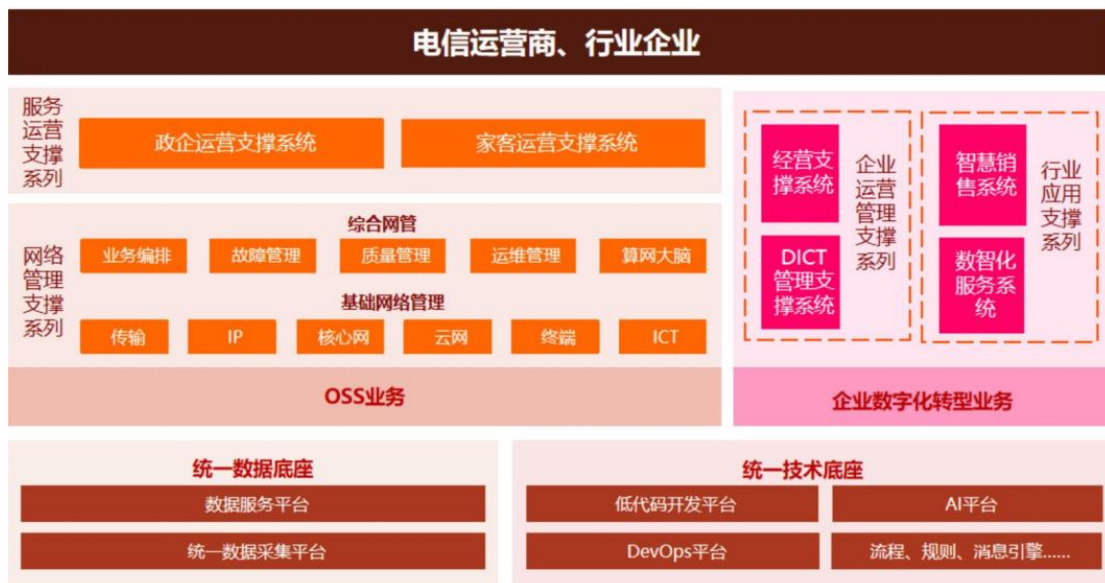 电信运营商、行业企业
服务
运营
支撑
系列
政企运营支撑系统
家客运营支撑系统
网络
管理
支撑
系列
综合网管
业务编排
故障管理
质量管理
运维管理
算网大脑
基础网络管理
传输
IP
核心网
云网
终端
ICT
OSS业务
经营支
撑系统
DICT
管理支
撑系统
企业
运营
管理
支撑
系列
智慧销
售系统
数智化
服务系
统
行业
应用
支撑
系列
企业数字化转型业务
统一数据底座
数据服务平台
统一数据采集平台
统一技术底座
低代码开发平台
AI平台
DevOps平台
流程、规则、消息引擎......